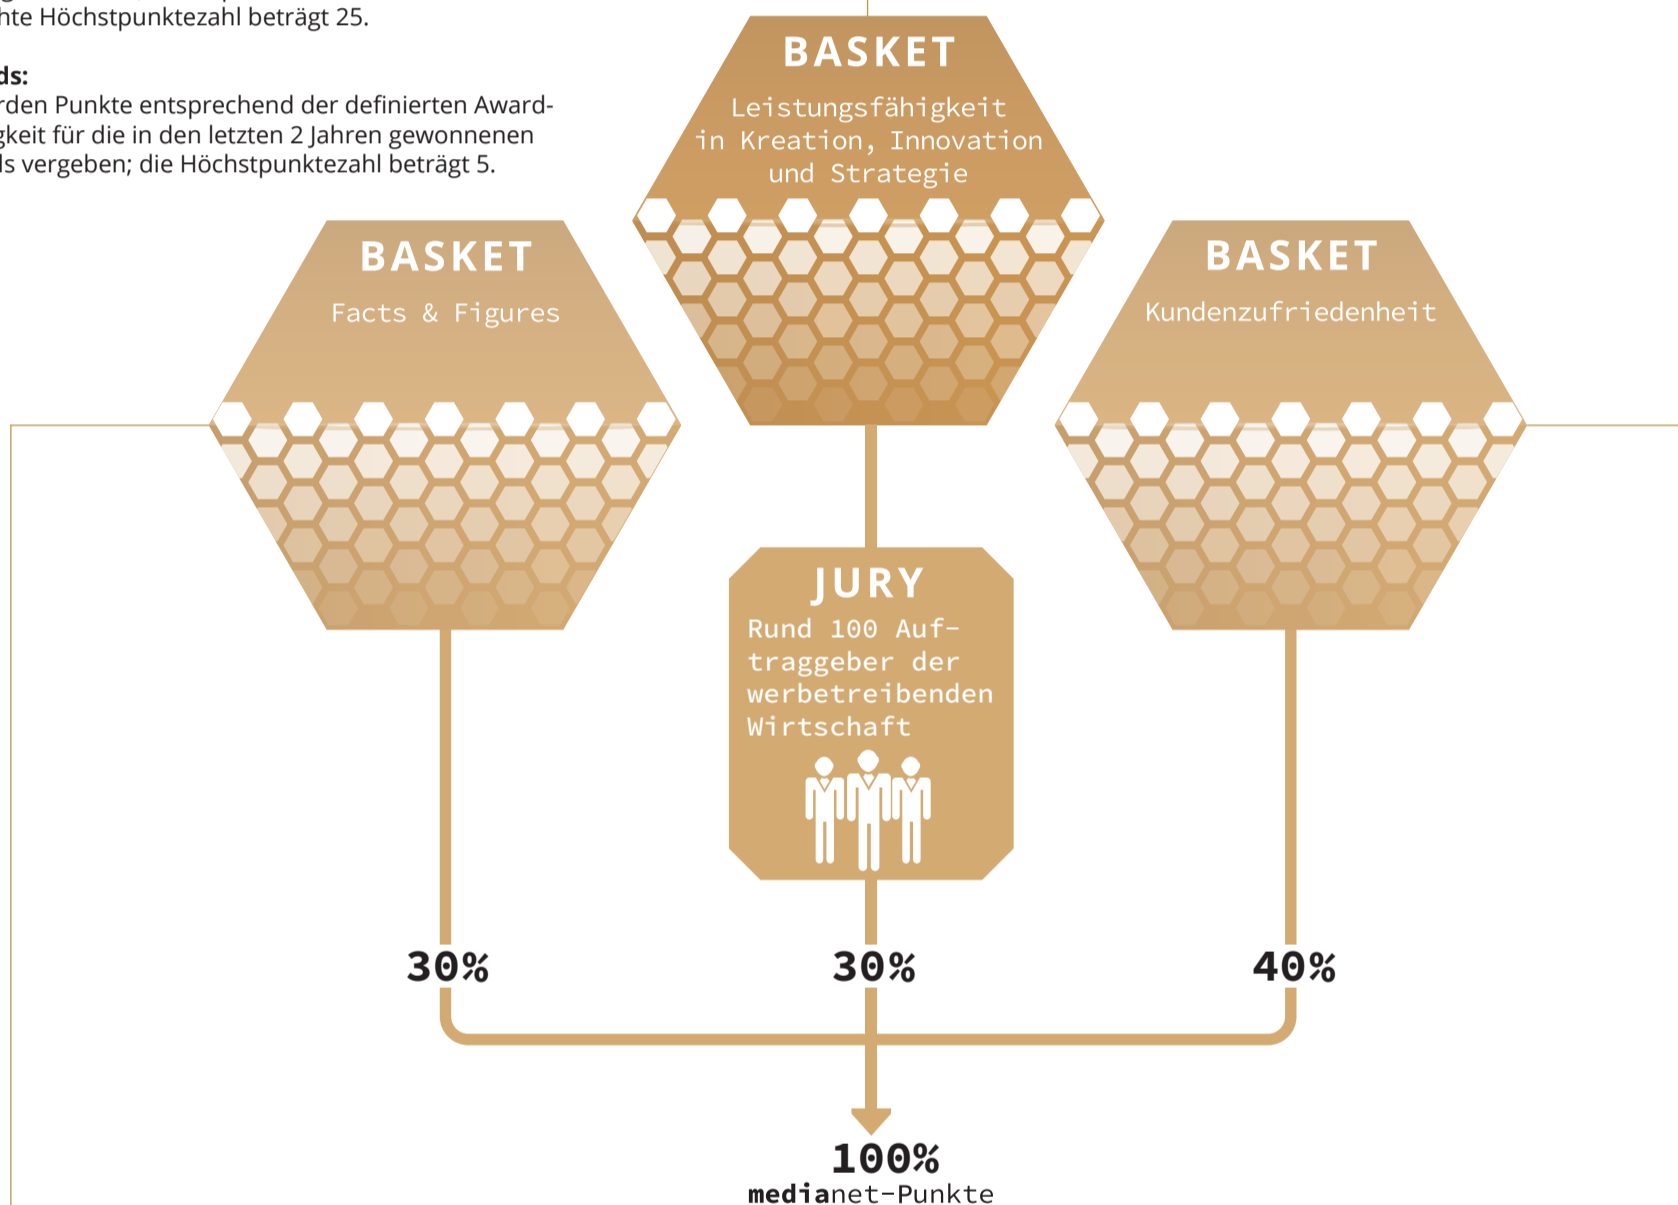 hte Höchstpunktezahl beträgt 25.
ds:
rden Punkte entsprechend der definierten Award-
gkeit für die in den letzten 2 Jahren gewonnenen
ls vergeben; die Höchstpunktezahl beträgt 5.
BASKET
Leistungsfähigkeit
in Kreation, Innovation
und Strategie
BASKET
Facts & Figures
BASKET
Kundenzufriedenheit
JURY
Rund 100 Auf-
traggeber der
werbetreibenden
Wirtschaft
30%
30%
40%
100%
medianet-Punkte